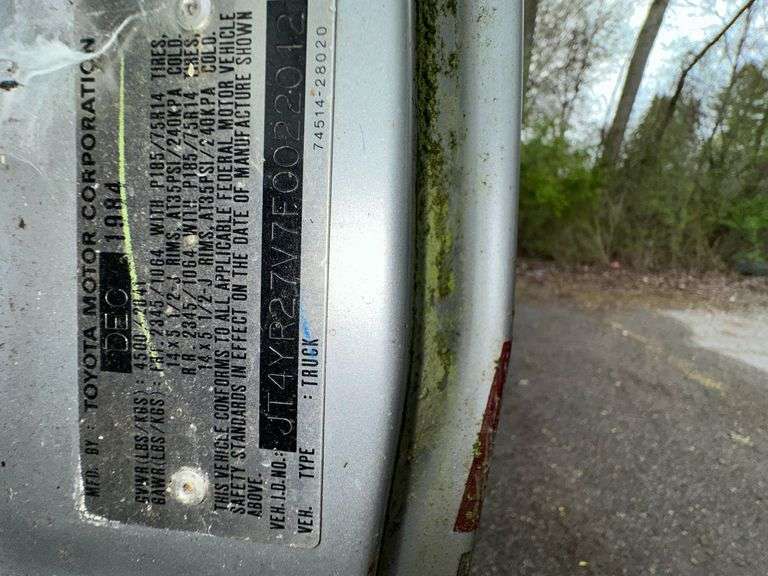 MFD. BY : TOYOTA MOTOR CORPORATION
DEC 1984
GVWR(LBS/KGS) : 4500/2041
GAWR(LBS/KGS) : FRT. 2345/1064 WITH P185/75R14 TIRES,
14 x 5 1/2-J RIMS, AT35PSI/240KPA COLD.
RR. 2345/1064 WITH P185/75R14 TIRES,
14 x 5 1/2-J RIMS, AT35PSI/240KPA COLD.
THIS VEHICLE CONFORMS TO ALL APPLICABLE FEDERAL MOTOR VEHICLE
SAFETY STANDARDS IN EFFECT ON THE DATE OF MANUFACTURE SHOWN
ABOVE.
VEH. I.D. NO. : JT4YR27V7F0022012
VEH. TYPE : TRUCK
74514-28020